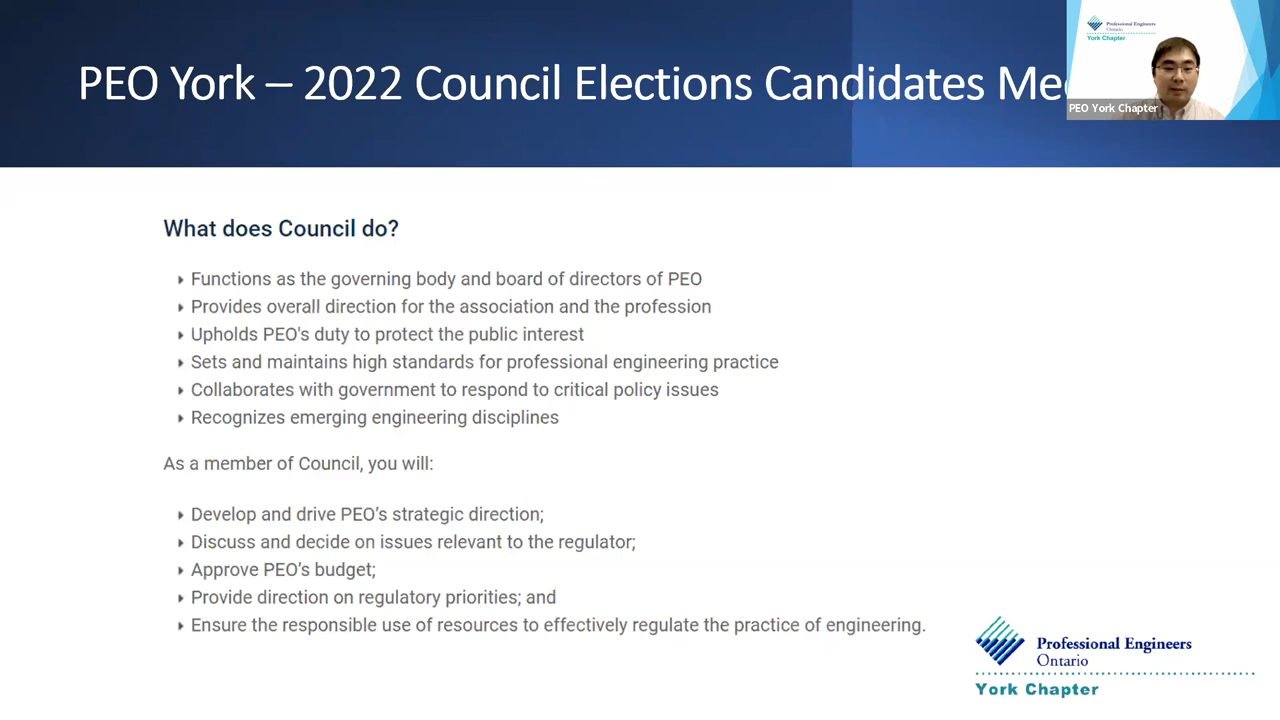 PEO York – 2022 Council Elections Candidates Me
Professional Engineers
Ontario
York Chapter
PEO York Chapter
What does Council do?
Functions as the governing body and board of directors of PEO
Provides overall direction for the association and the profession
Upholds PEO's duty to protect the public interest
Sets and maintains high standards for professional engineering practice
Collaborates with government to respond to critical policy issues
Recognizes emerging engineering disciplines
As a member of Council, you will:
Develop and drive PEO’s strategic direction;
Discuss and decide on issues relevant to the regulator;
Approve PEO’s budget;
Provide direction on regulatory priorities; and
Ensure the responsible use of resources to effectively regulate the practice of engineering.
Professional Engineers
Ontario
York Chapter